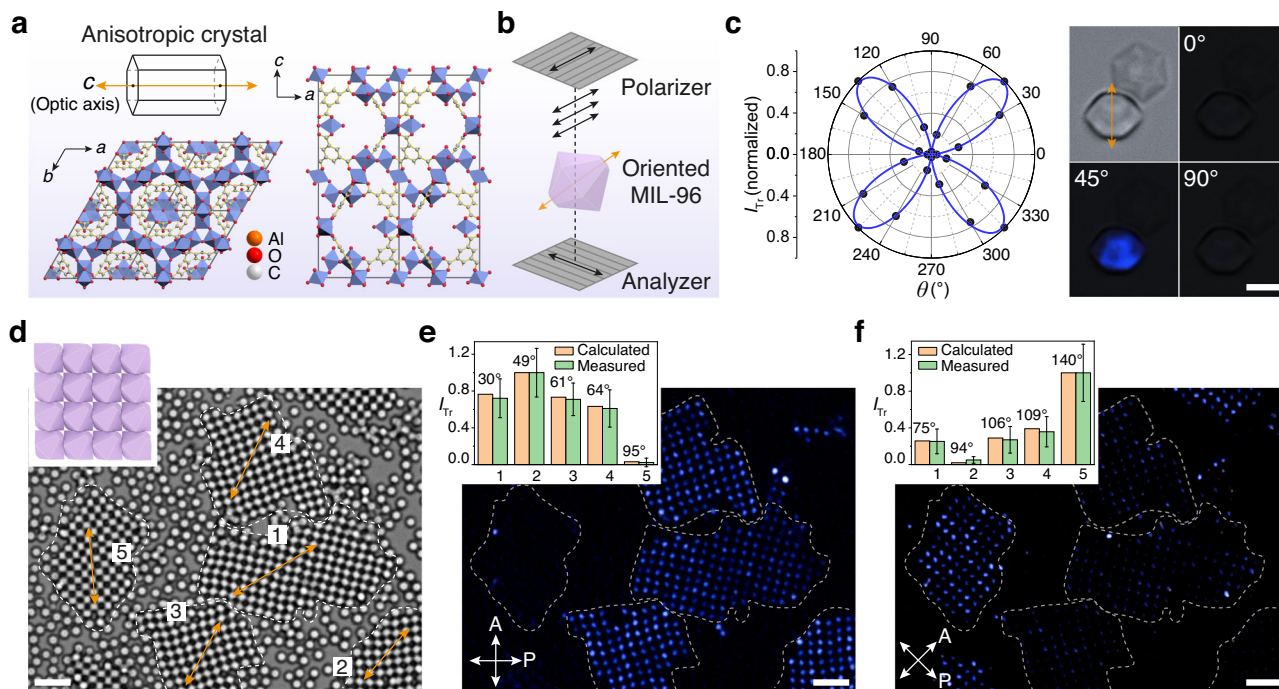 a
Anisotropic crystal
c
(Optic axis)
c
a
a
b
Al
O
C
b
Polarizer
Oriented
MIL-96
Analyzer
c
0.8
0.4
0.0
0.4
0.8
I_Tr (normalized)
90
60
30
0
330
300
270
240
210
180
150
120
θ (°)
0°
45°
90°
d
4
1
5
3
2
e
1.2
0.8
0.4
0.0
I_Tr
Calculated
Measured
30°
49°
61°
64°
95°
1 2 3 4 5
A
P
f
1.2
0.8
0.4
0.0
I_Tr
Calculated
Measured
75°
94°
106°
109°
140°
1 2 3 4 5
A
P